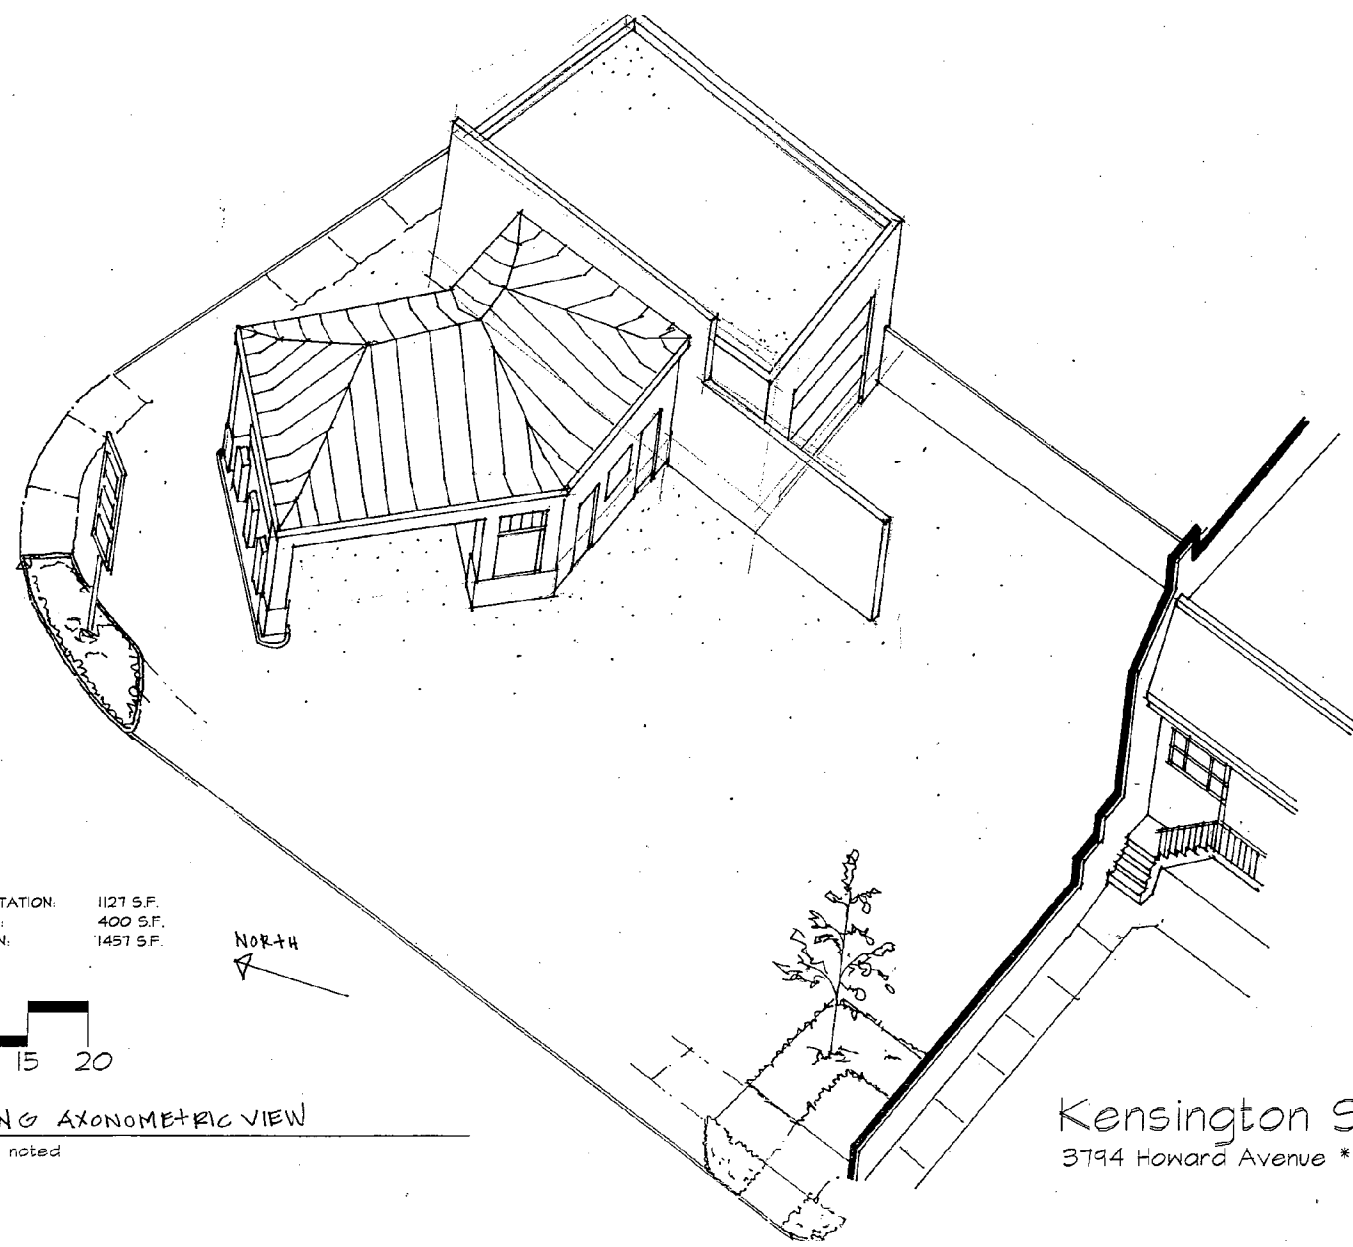 TATION: 1127 S.F.
: 400 S.F.
N: 1457 S.F.
NORTH
15 20
NG AXONOMETRIC VIEW
noted
Kensington S
3794 Howard Avenue *